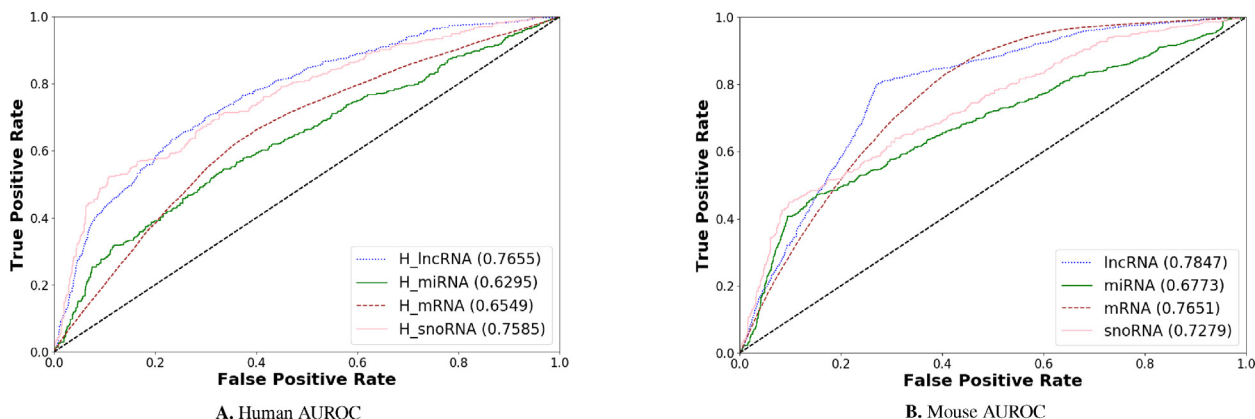 1.0
0.8
0.6
0.4
0.2
0.0
0.0 0.2 0.4 0.6 0.8 1.0
True Positive Rate
False Positive Rate
H_lncRNA (0.7655)
H_miRNA (0.6295)
H_mRNA (0.6549)
H_snoRNA (0.7585)
A. Human AUROC
1.0
0.8
0.6
0.4
0.2
0.0
0.0 0.2 0.4 0.6 0.8 1.0
True Positive Rate
False Positive Rate
lncRNA (0.7847)
miRNA (0.6773)
mRNA (0.7651)
snoRNA (0.7279)
B. Mouse AUROC